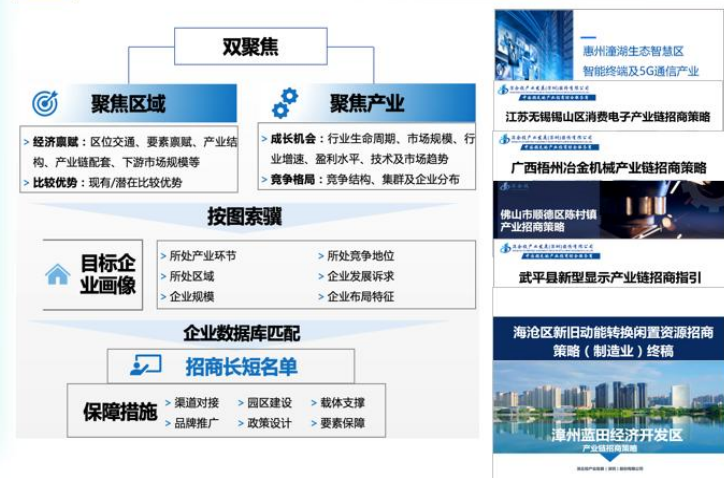 双聚焦
聚焦区域
> 经济禀赋：区位交通、要素禀赋、产业结
构、产业链配套、下游市场规模等
> 比较优势：现有/潜在比较优势
聚焦产业
> 成长机会：行业生命周期、市场规模、行
业增速、盈利水平、技术及市场趋势
> 竞争格局：竞争结构、集群及企业分布
按图索骥
目标企
业画像
> 所处产业环节
> 所处区域
> 企业规模
> 所处竞争地位
> 企业发展诉求
> 企业布局特征
企业数据库匹配
招商长短名单
保障措施
> 渠道对接 > 园区建设 > 载体支撑
> 品牌推广 > 政策设计 > 要素保障
惠州潼湖生态智慧区
智能终端及5G通信产业
江苏无锡锡山区消费电子产业链招商策略
广西梧州冶金机械产业链招商策略
佛山市顺德区陈村镇
产业招商策略
武平县新型显示产业链招商指引
海沧区新旧动能转换闲置资源招商
策略（制造业）终稿
漳州蓝田经济开发区
产业链招商策略